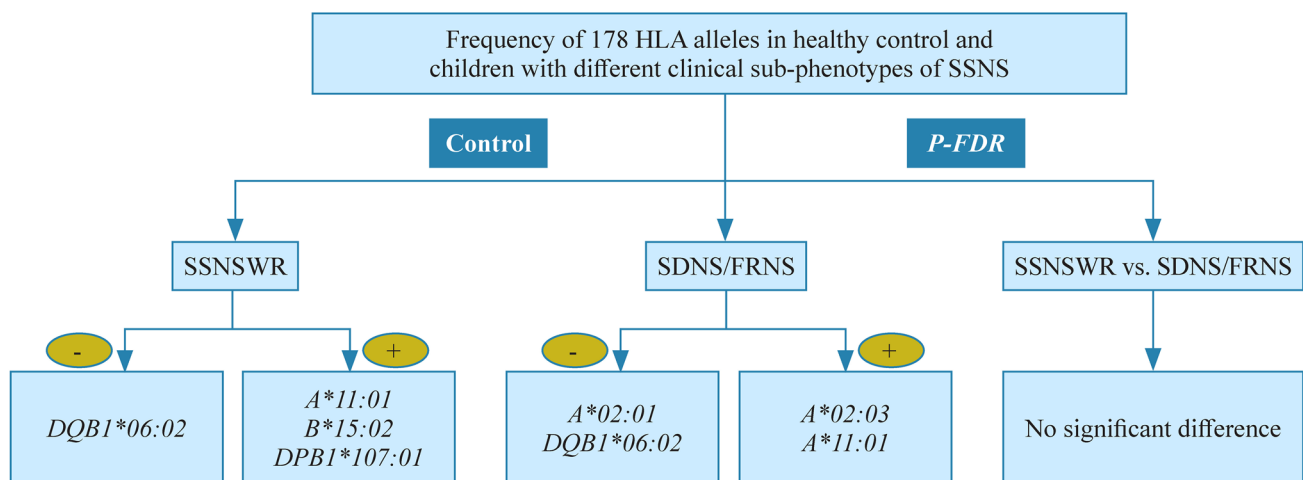 Frequency of 178 HLA alleles in healthy control and
children with different clinical sub-phenotypes of SSNS
Control
P-FDR
SSNSWR
SDNS/FRNS
SSNSWR vs. SDNS/FRNS
-
+
-
+
DQB1*06:02
A*11:01
B*15:02
DPB1*107:01
A*02:01
DQB1*06:02
A*02:03
A*11:01
No significant difference